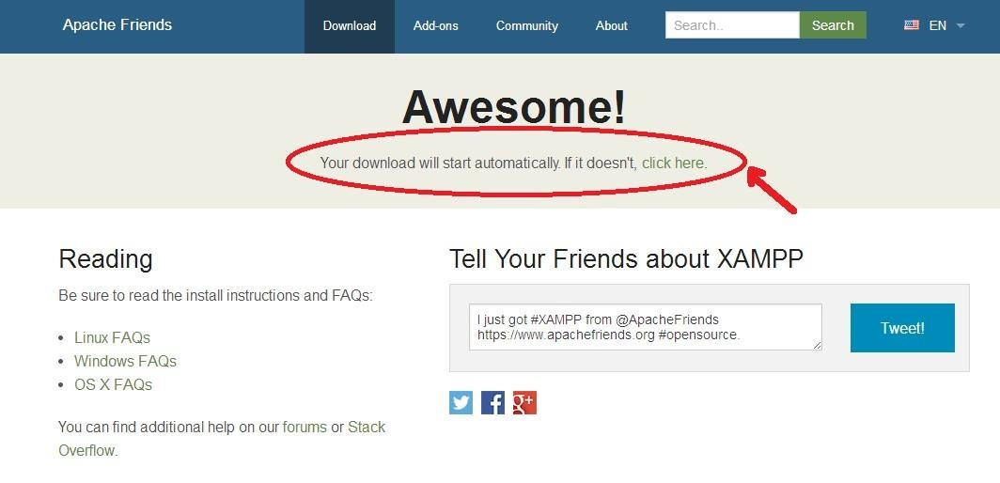 Apache Friends
Download
Add-ons
Community
About
Search..
Search
EN
Awesome!
Your download will start automatically. If it doesn't, click here.
Reading
Be sure to read the install instructions and FAQs:
• Linux FAQs
• Windows FAQs
• OS X FAQs
You can find additional help on our forums or Stack
Overflow.
Tell Your Friends about XAMPP
I just got #XAMPP from @ApacheFriends
https://www.apachefriends.org #opensource.
Tweet!